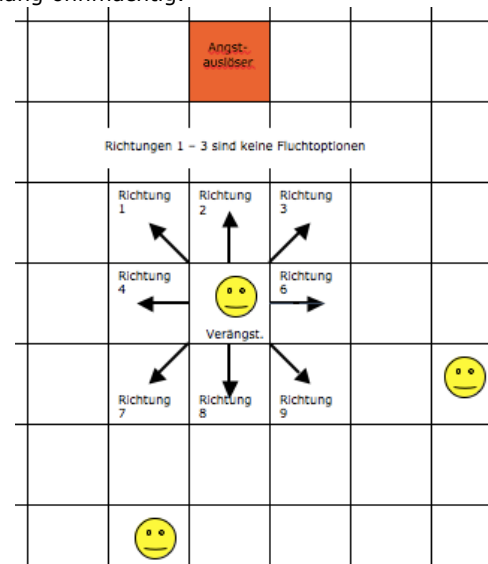 ohnmächtig.
Angst-
auslöser
Richtungen 1 – 3 sind keine Fluchtoptionen
Richtung
1
Richtung
2
Richtung
3
Richtung
4
Richtung
6
Verängst.
Richtung
7
Richtung
8
Richtung
9